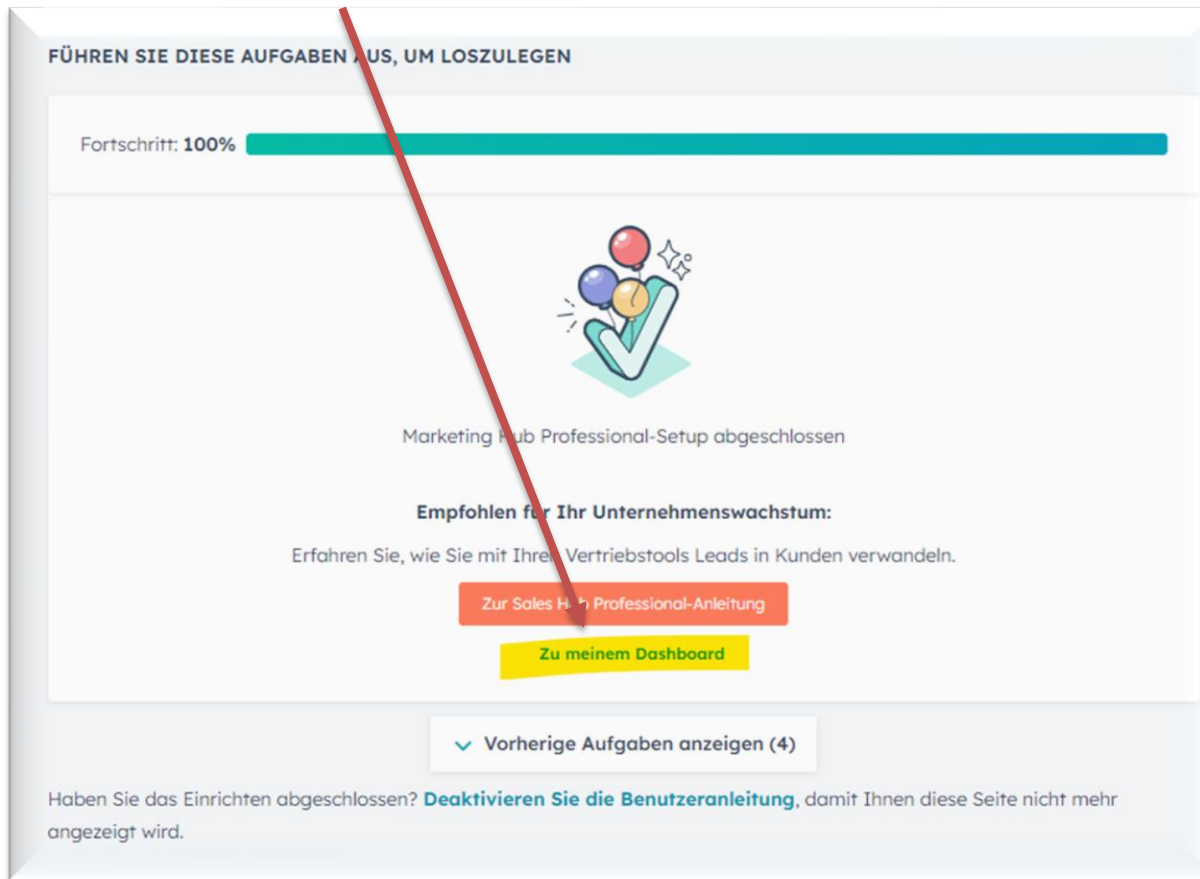 FÜHREN SIE DIESE AUFGABEN AUS, UM LOSZULEGEN
Fortschritt: 100%
Marketing Hub Professional-Setup abgeschlossen
Empfohlen für Ihr Unternehmenswachstum:
Erfahren Sie, wie Sie mit Ihren Vertriebstools Leads in Kunden verwandeln.
Zur Sales Hub Professional-Anleitung
Zu meinem Dashboard
Vorherige Aufgaben anzeigen (4)
Haben Sie das Einrichten abgeschlossen? Deaktivieren Sie die Benutzeranleitung, damit Ihnen diese Seite nicht mehr
angezeigt wird.